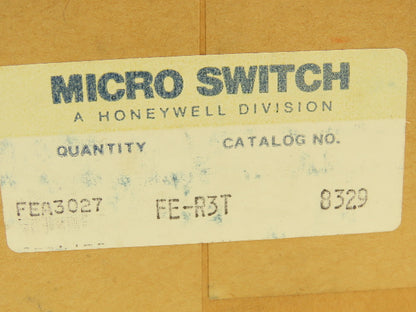 MICRO SWITCH
A HONEYWELL DIVISION
QUANTITY CATALOG NO.
FEA3027 FE-R3T 8329